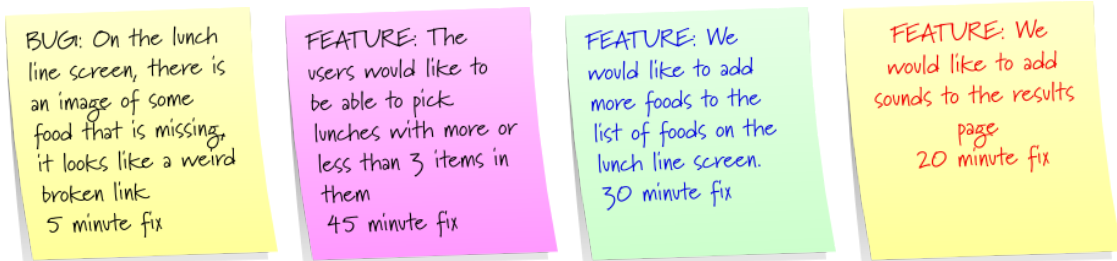 BUG: On the lunch
line screen, there is
an image of some
food that is missing,
it looks like a weird
broken link
5 minute fix
FEATURE: The
users would like to
be able to pick
lunches with more or
less than 3 items in
them
45 minute fix
FEATURE: We
would like to add
more foods to the
list of foods on the
lunch line screen.
30 minute fix
FEATURE: We
would like to add
sounds to the results
page
20 minute fix